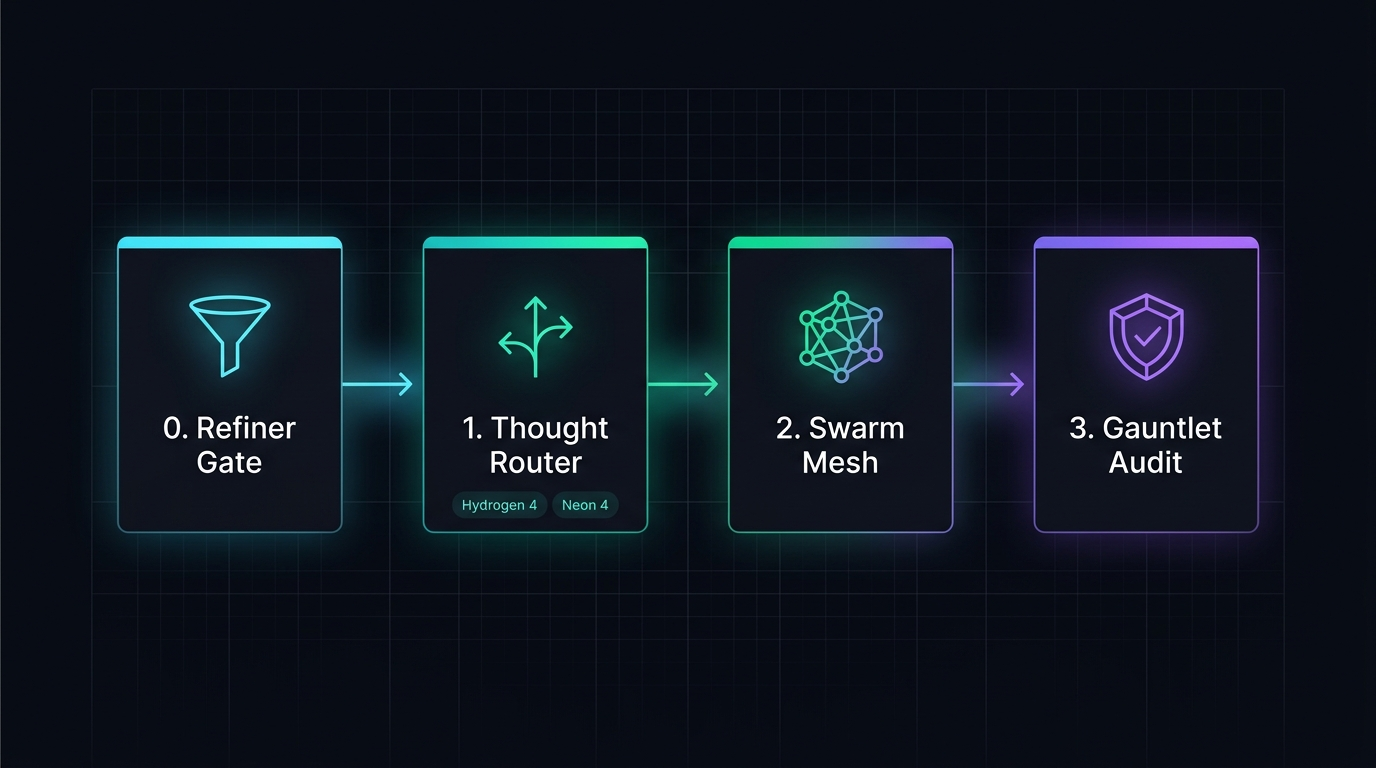 0. Refiner
Gate
1. Thought
Router
Hydrogen 4
Neon 4
2. Swarm
Mesh
3. Gauntlet
Audit